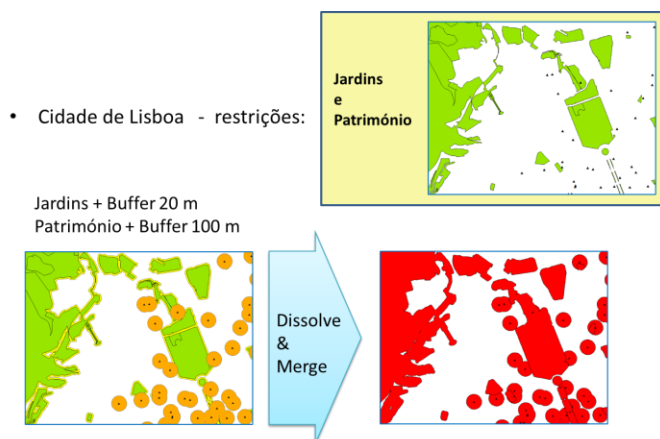 Jardins
e
Património
• Cidade de Lisboa - restrições:
Jardins + Buffer 20 m
Património + Buffer 100 m
Dissolve
&
Merge